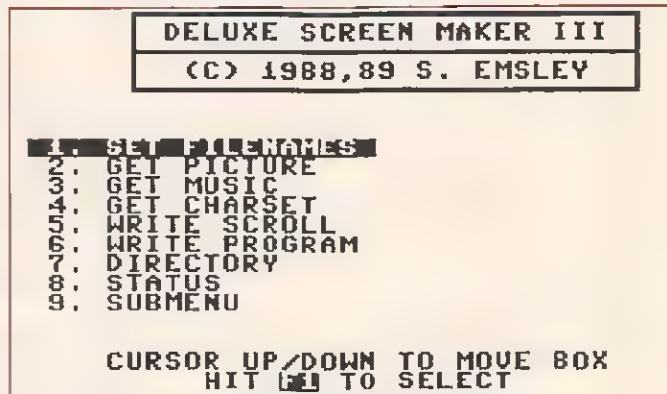 DELUXE SCREEN MAKER III
(C) 1988,89 S. EMSLEY
1. SET FILENAMES
2. GET PICTURE
3. GET MUSIC
4. GET CHARSET
5. WRITE SCROLL
6. WRITE PROGRAM
7. DIRECTORY
8. STATUS
9. SUBMENU
CURSOR UP/DOWN TO MOVE BOX
HIT F1 TO SELECT